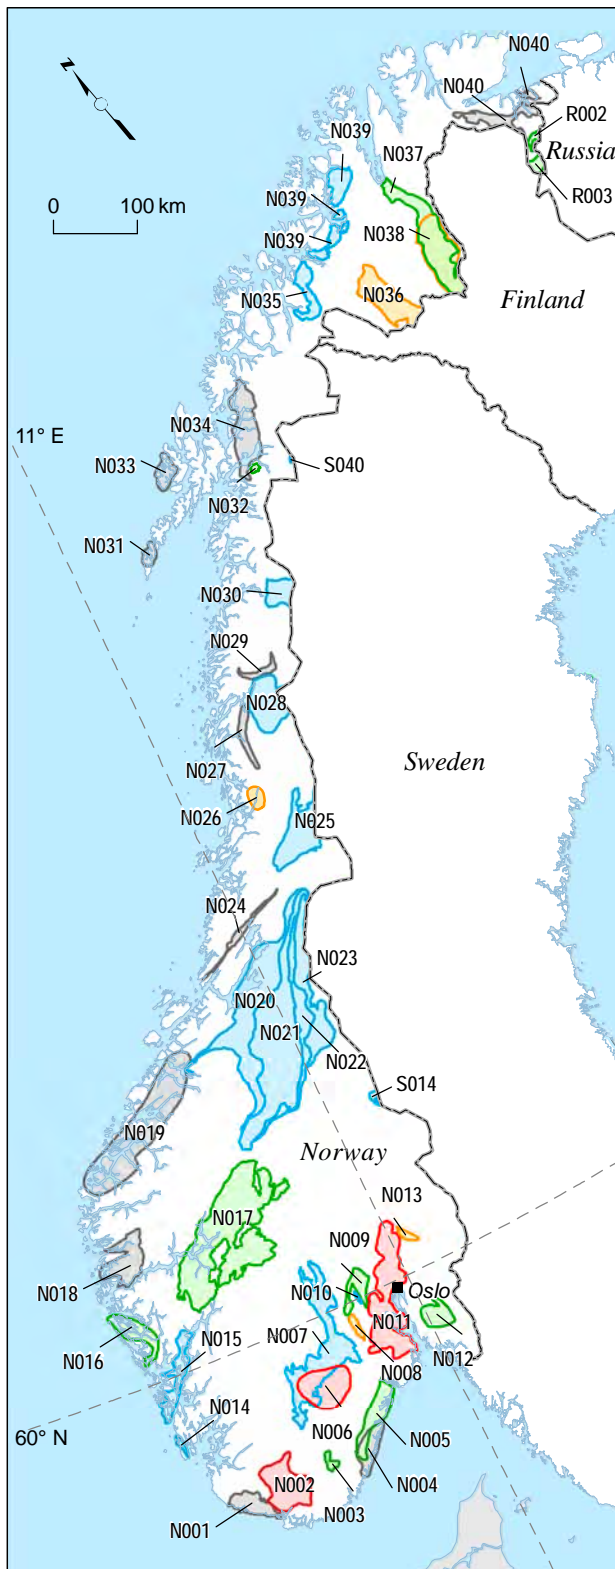 N040
N
N040
R002
Russia
N039
N037
R003
0 100 km
N039
N038
N039
N036
N035
Finland
N034
11° E
N033
S040
N032
N031
N030
N029
N028
Sweden
N027
N026
N025
N024
N023
N020
N021
N022
S014
N019
Norway
N013
N017
N009
N018
N010
Oslo
N011
N015
N007
N016
N012
N008
N014
N006
60° N
N005
N002
N004
N003
N001